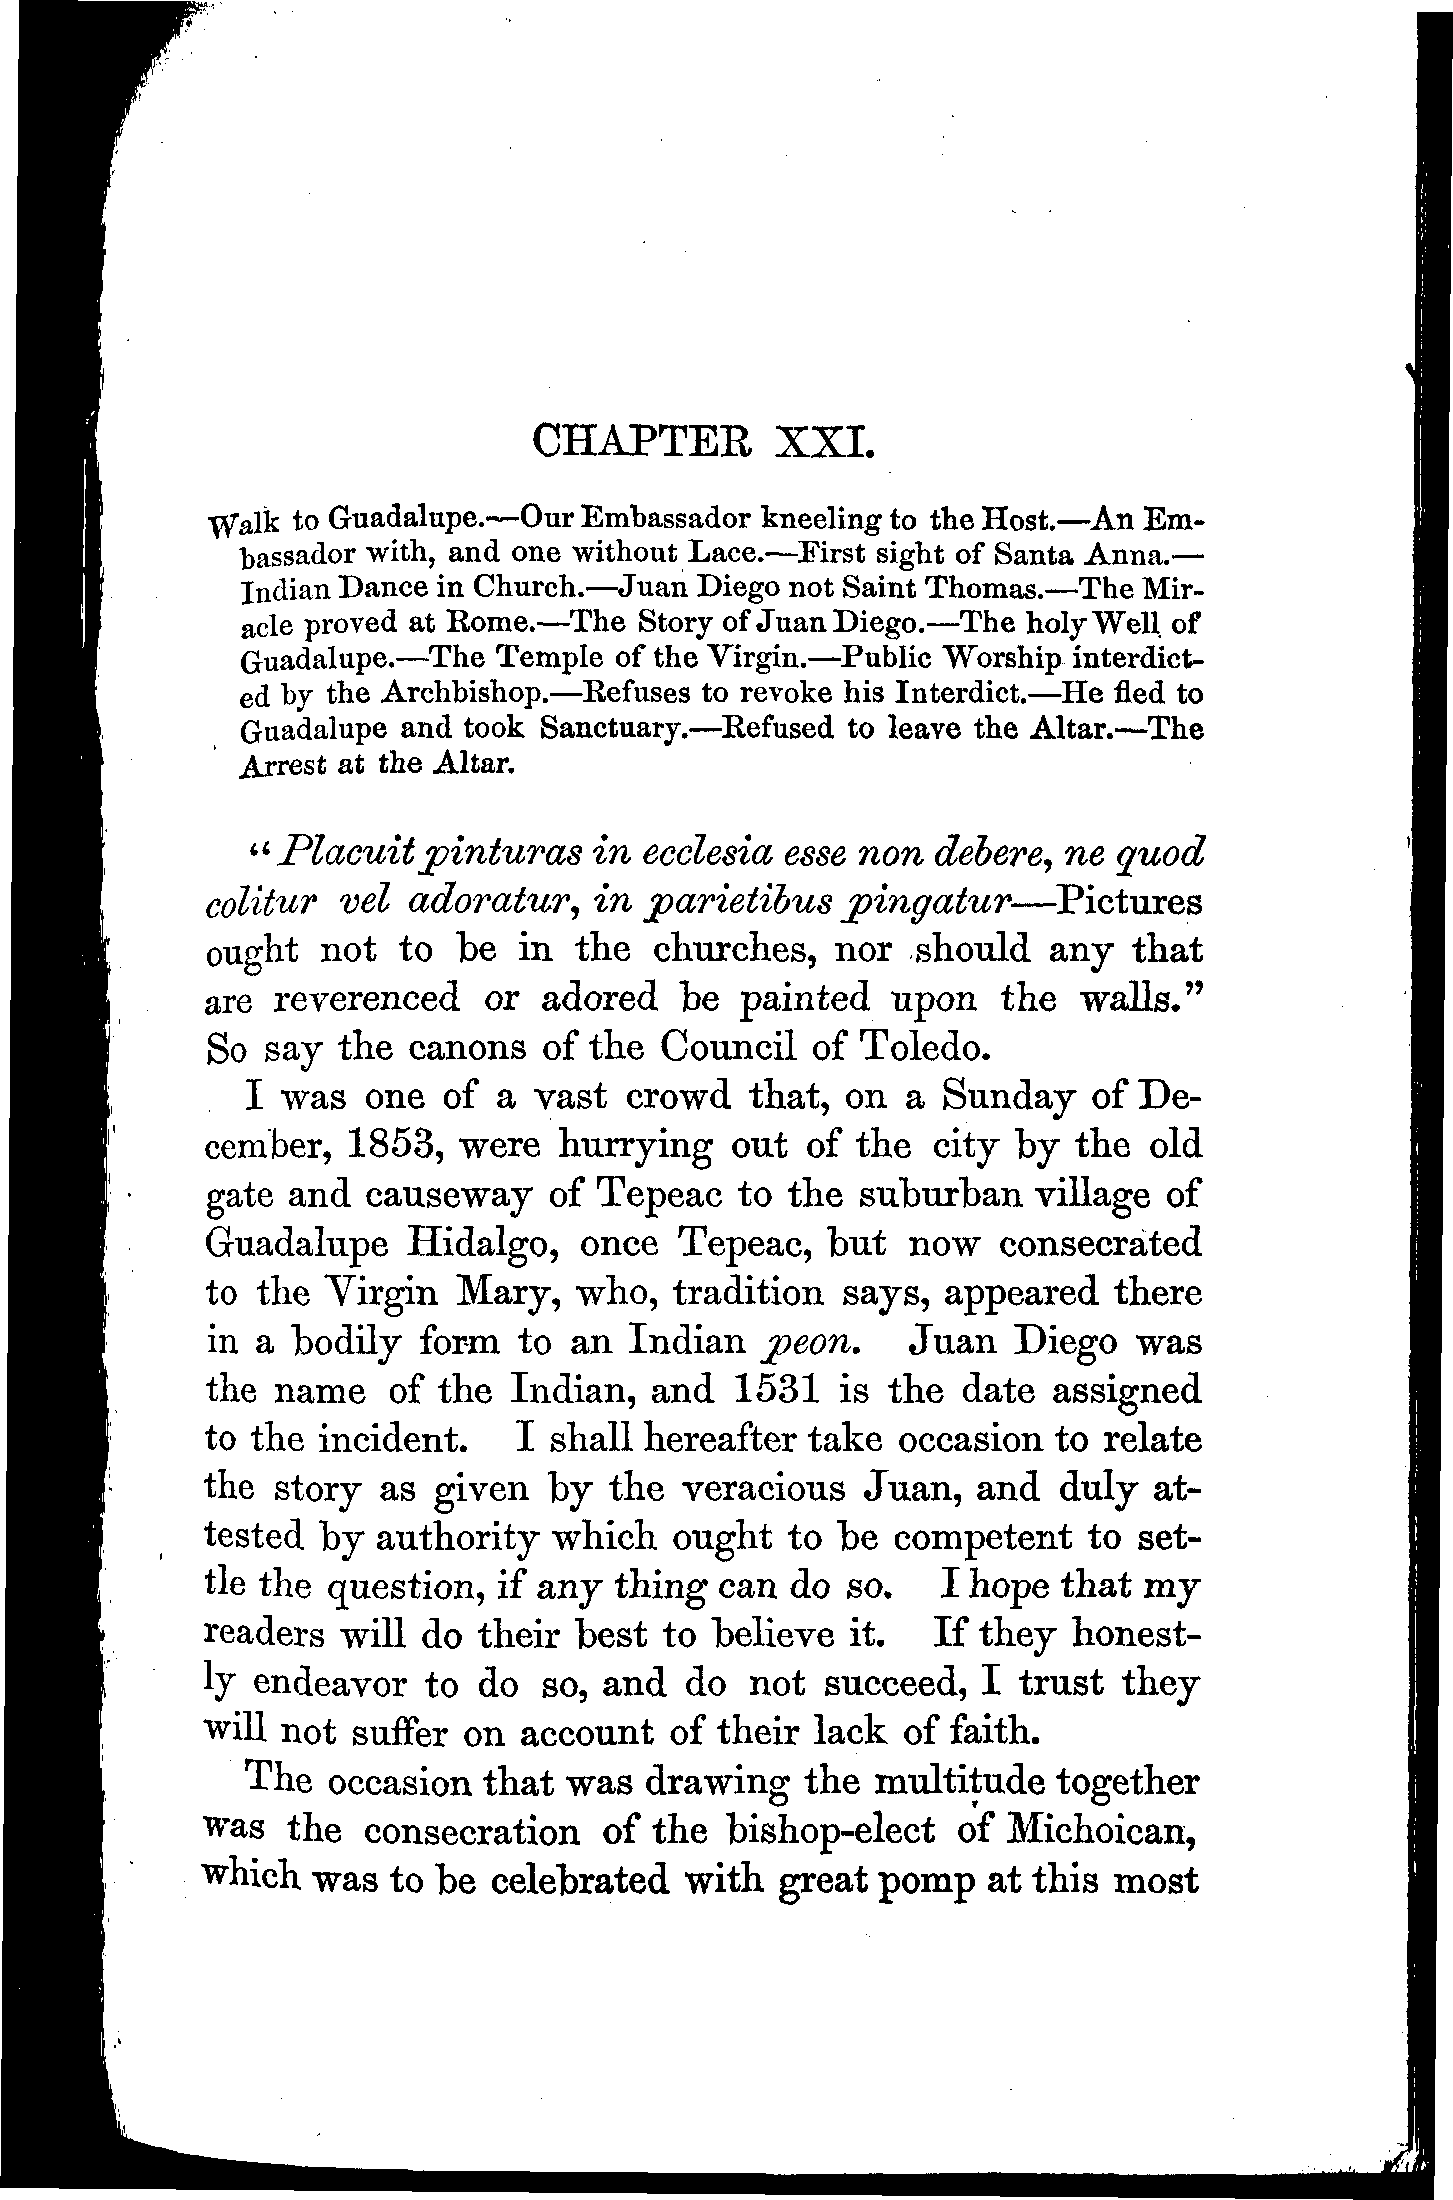 CHAPTER XXI.
Walk to Guadalupe.—Our Embassador kneeling to the Host.—An Em-
bassador with, and one without Lace.—First sight of Santa Anna.—
Indian Dance in Church.—Juan Diego not Saint Thomas.—The Mir-
acle proved at Rome.—The Story of Juan Diego.—The holy Well of
Guadalupe.—The Temple of the Virgin.—Public Worship interdict-
ed by the Archbishop.—Refuses to revoke his Interdict.—He fled to
Guadalupe and took Sanctuary.—Refused to leave the Altar.—The
Arrest at the Altar.
"Placuit pinturas in ecclesia esse non debere, ne quod
colitur vel adoratur, in parietibus pingatur—Pictures
ought not to be in the churches, nor should any that
are reverenced or adored be painted upon the walls."
So say the canons of the Council of Toledo.
I was one of a vast crowd that, on a Sunday of De-
cember, 1853, were hurrying out of the city by the old
gate and causeway of Tepeac to the suburban village of
Guadalupe Hidalgo, once Tepeac, but now consecrated
to the Virgin Mary, who, tradition says, appeared there
in a bodily form to an Indian peon. Juan Diego was
the name of the Indian, and 1531 is the date assigned
to the incident. I shall hereafter take occasion to relate
the story as given by the veracious Juan, and duly at-
tested by authority which ought to be competent to set-
tle the question, if any thing can do so. I hope that my
readers will do their best to believe it. If they honest-
ly endeavor to do so, and do not succeed, I trust they
will not suffer on account of their lack of faith.
The occasion that was drawing the multitude together
was the consecration of the bishop-elect of Michoican,
which was to be celebrated with great pomp at this most